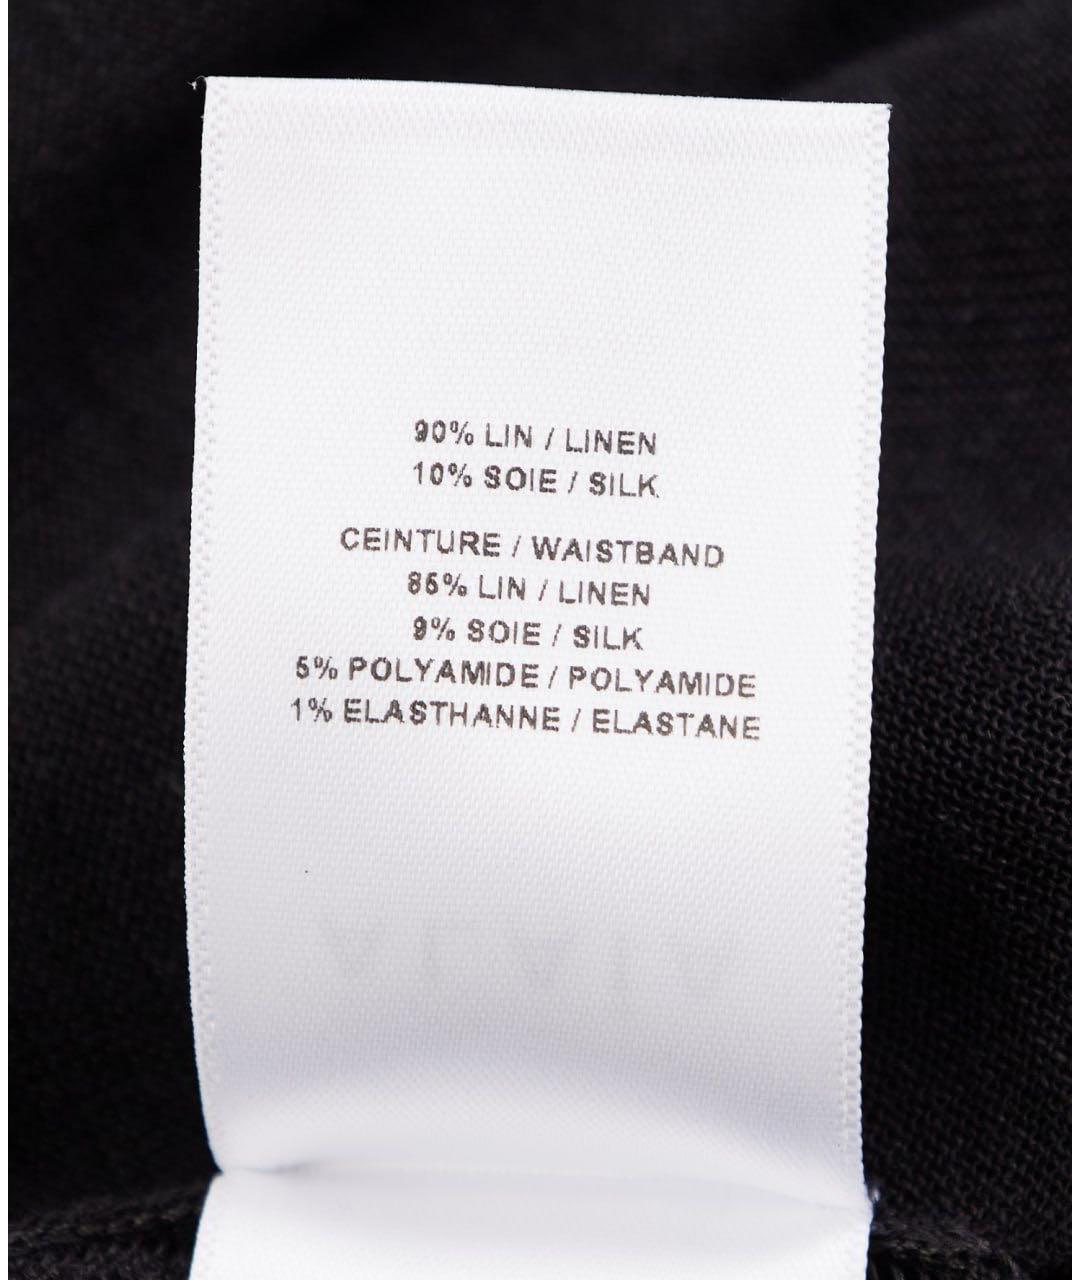 90% LIN / LINEN
10% SOIE / SILK
CEINTURE / WAISTBAND
85% LIN / LINEN
9% SOIE / SILK
5% POLYAMIDE / POLYAMIDE
1% ELASTHANNE / ELASTANE